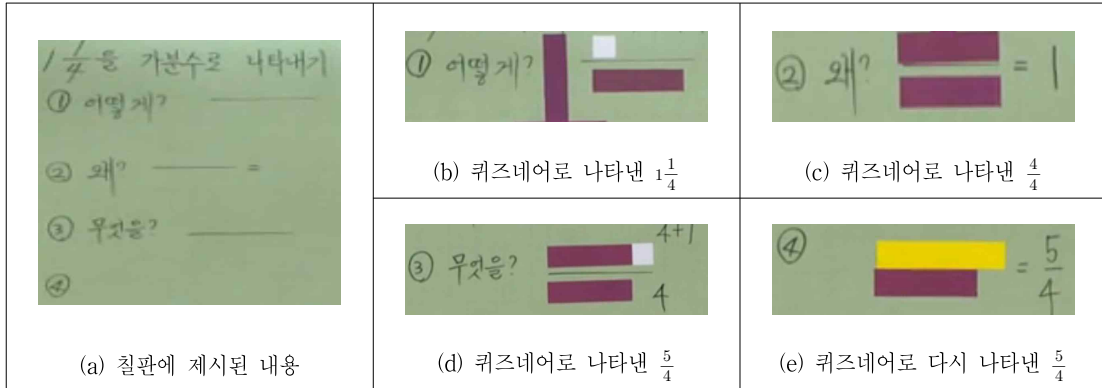 1 1/4 을 가분수로 나타내기
① 어떻게?
② 왜? =
③ 무엇을?
④
(a) 칠판에 제시된 내용
① 어떻게?
(b) 퀴즈네어로 나타낸 1 1/4
② 왜? = 1
(c) 퀴즈네어로 나타낸 4/4
③ 무엇을? 4+1
4
(d) 퀴즈네어로 나타낸 5/4
④ = 5/4
(e) 퀴즈네어로 다시 나타낸 5/4